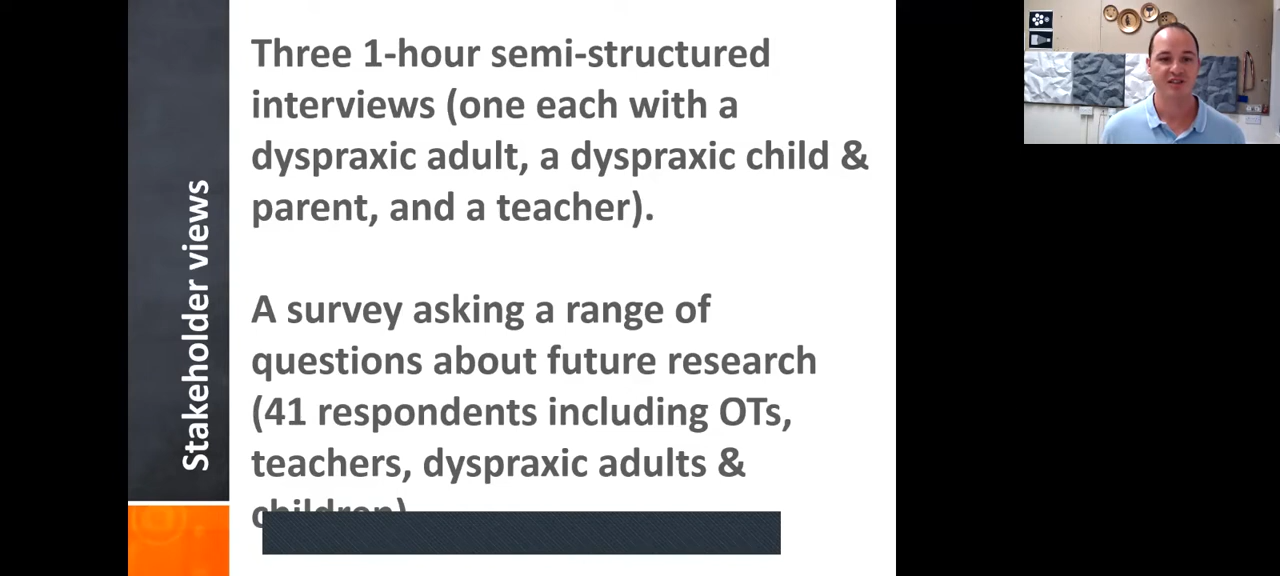 Stakeholder views
Three 1-hour semi-structured
interviews (one each with a
dyspraxic adult, a dyspraxic child &
parent, and a teacher).
A survey asking a range of
questions about future research
(41 respondents including OTs,
teachers, dyspraxic adults &
children)